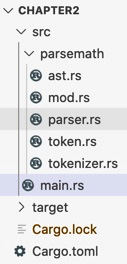 CHAPTER2
src
parsemath
ast.rs
mod.rs
parser.rs
token.rs
tokenizer.rs
main.rs
target
Cargo.lock
Cargo.toml